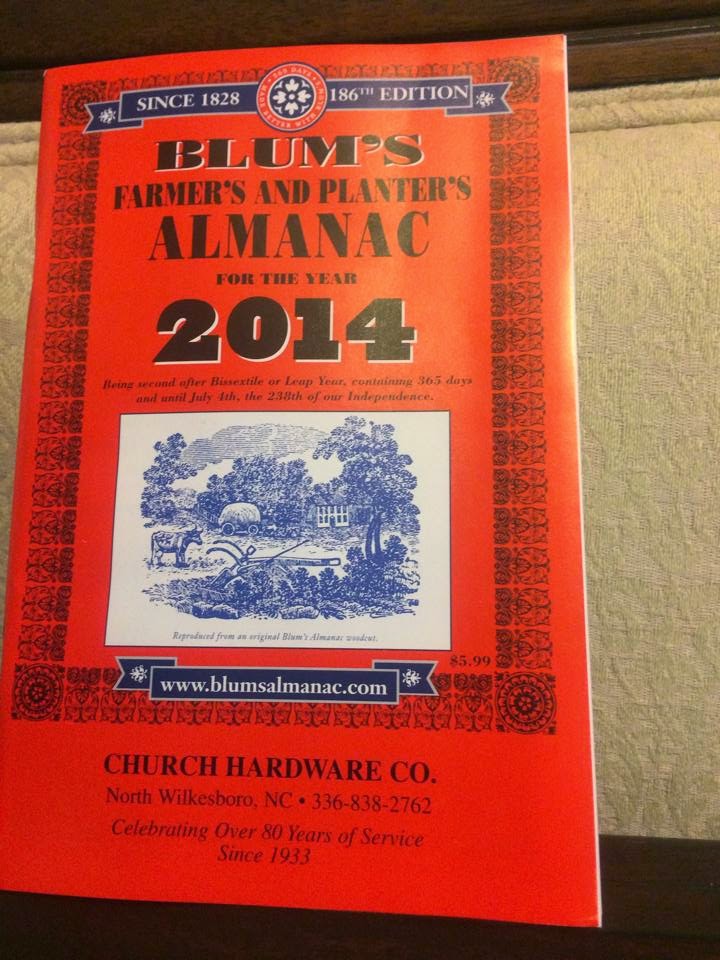 SINCE 1828
365 DAYS
186TH EDITION
BLUM'S
FARMER'S AND PLANTER'S
ALMANAC
FOR THE YEAR
2014
Being second after Bissextile or Leap Year, containing 365 days
and until July 4th, the 238th of our Independence.
Reproduced from an original Blum's Almanac woodcut.
$5.99
www.blumsalmanac.com
CHURCH HARDWARE CO.
North Wilkesboro, NC • 336-838-2762
Celebrating Over 80 Years of Service
Since 1933